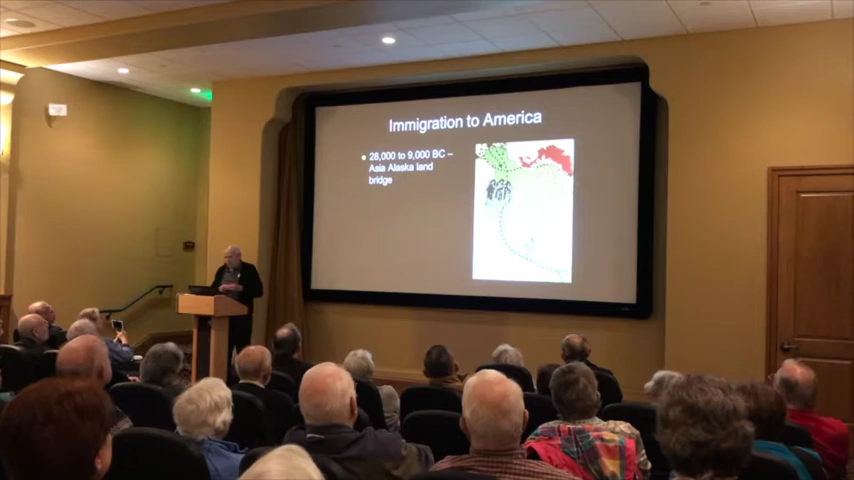 Immigration to America
28,000 to 9,000 BC –
Asia Alaska land
bridge